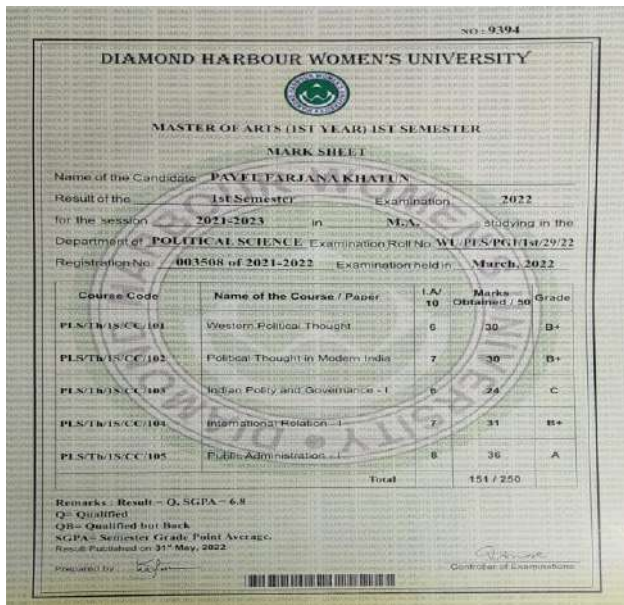 NO : 9394
DIAMOND HARBOUR WOMEN'S UNIVERSITY
MASTER OF ARTS (1ST YEAR) 1ST SEMESTER
MARK SHEET
Name of the Candidate PAYEL FARJANA KHATUN
Result of the 1st Semester Examination 2022
for the session 2021-2023 in M.A. studying in the
Department of POLITICAL SCIENCE Examination Roll No. WU/PLS/PGI/1st/29/22
Registration No. 003508 of 2021-2022 Examination held in March, 2022
Course Code Name of the Course / Paper I.A/ 10 Marks Obtained / 50 Grade
PLS/Th/1S/CC/101 Western Political Thought 6 30 B+
PLS/Th/1S/CC/102 Political Thought in Modern India 7 30 B+
PLS/Th/1S/CC/103 Indian Polity and Governance - I 24 C
PLS/Th/1S/CC/104 International Relation - I 7 31 B+
PLS/Th/1S/CC/105 Public Administration - I 8 36 A
Total 151 / 250
Remarks : Result - Q, SGPA - 6.8
Q= Qualified
QB= Qualified but Back
SGPA= Semester Grade Point Average.
Result Published on 31st May, 2022
Prepared by
Controller of Examinations
DIAMOND HARBOUR WOMEN'S UNIVERSITY